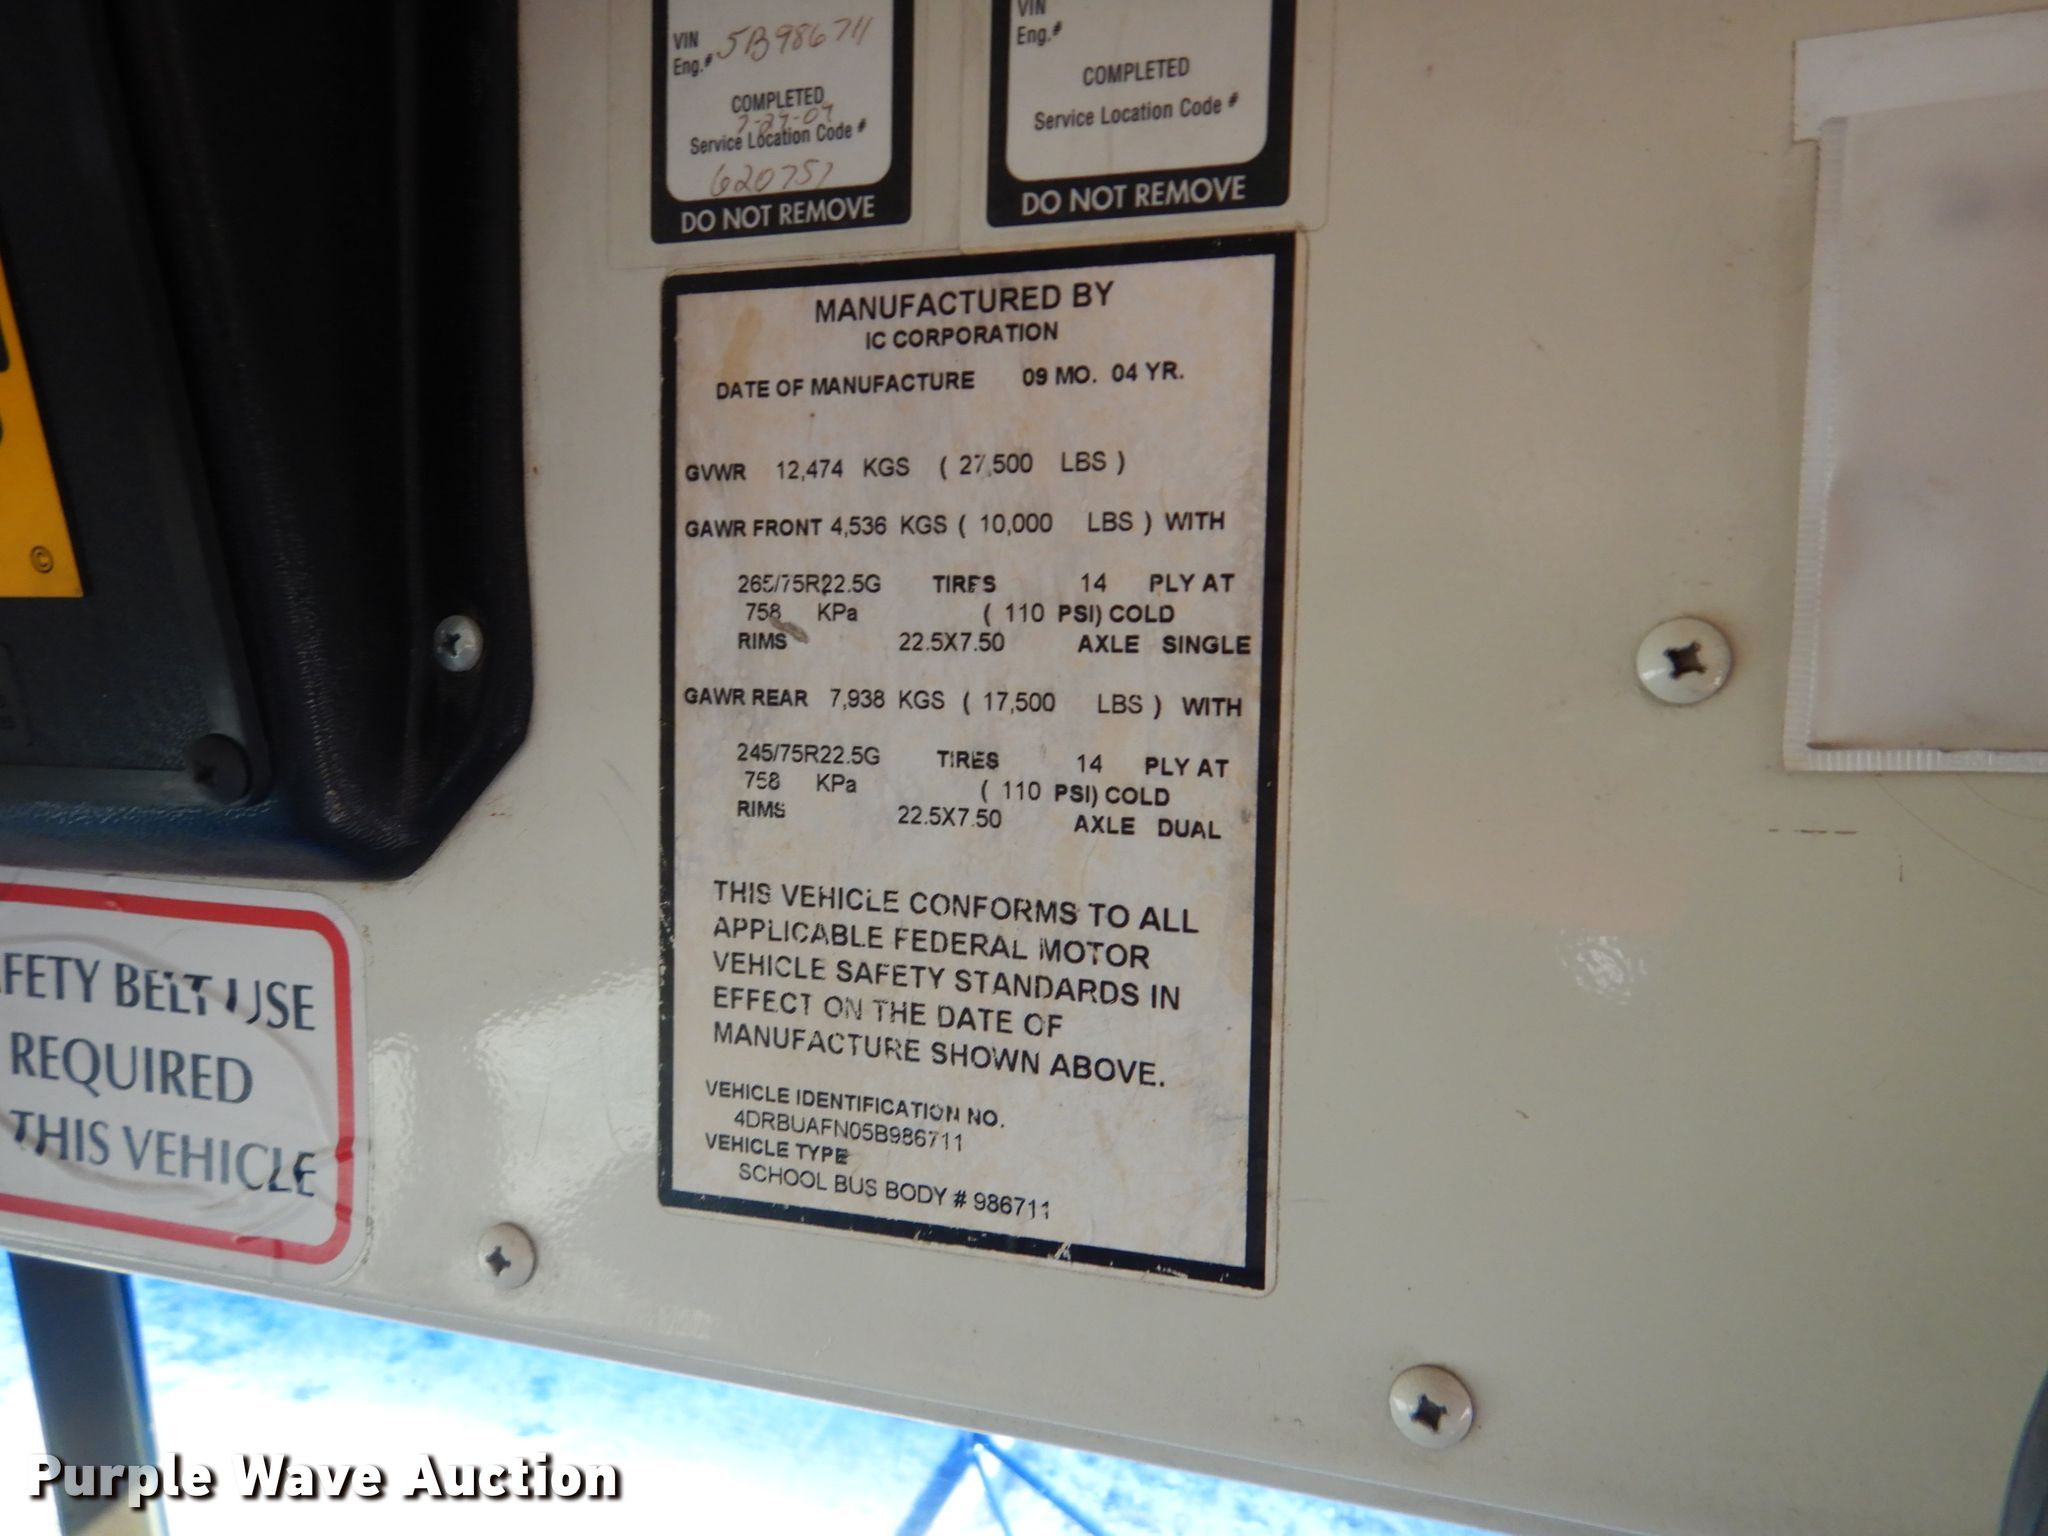 VIN
Eng.# 5B986711
COMPLETED
7-27-07
Service Location Code #
620757
DO NOT REMOVE
VIN
Eng.#
COMPLETED
Service Location Code #
DO NOT REMOVE
MANUFACTURED BY
IC CORPORATION
DATE OF MANUFACTURE 09 MO. 04 YR.
GVWR 12,474 KGS ( 27,500 LBS )
GAWR FRONT 4,536 KGS ( 10,000 LBS ) WITH
265/75R22.5G TIRES 14 PLY AT
758 KPa ( 110 PSI) COLD
RIMS 22.5X7.50 AXLE SINGLE
GAWR REAR 7,938 KGS ( 17,500 LBS ) WITH
245/75R22.5G TIRES 14 PLY AT
758 KPa ( 110 PSI) COLD
RIMS 22.5X7.50 AXLE DUAL
THIS VEHICLE CONFORMS TO ALL
APPLICABLE FEDERAL MOTOR
VEHICLE SAFETY STANDARDS IN
EFFECT ON THE DATE OF
MANUFACTURE SHOWN ABOVE.
VEHICLE IDENTIFICATION NO.
4DRBUAFN05B986711
VEHICLE TYPE
SCHOOL BUS BODY # 986711
©
AFETY BELT USE
REQUIRED
THIS VEHICLE
Purple Wave Auction